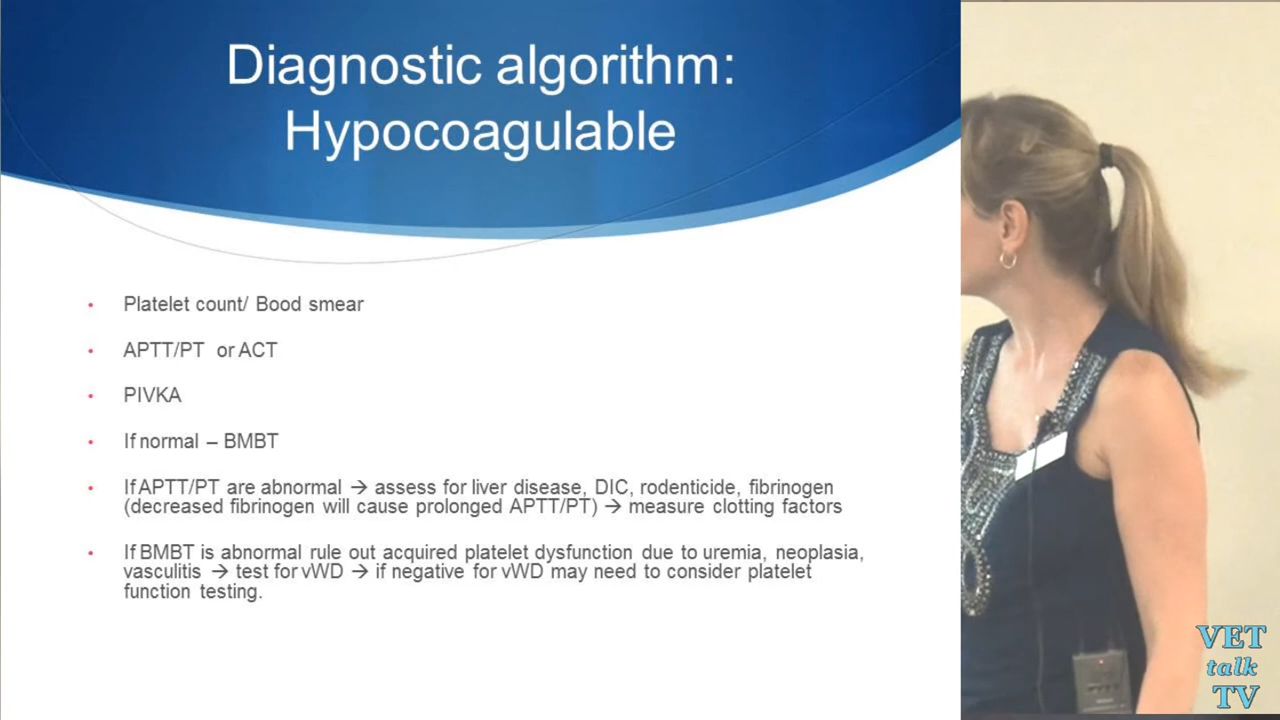 Diagnostic algorithm:
Hypocoagulable
• Platelet count/ Bood smear
• APTT/PT or ACT
• PIVKA
• If normal – BMBT
• If APTT/PT are abnormal → assess for liver disease, DIC, rodenticide, fibrinogen
(decreased fibrinogen will cause prolonged APTT/PT) → measure clotting factors
• If BMBT is abnormal rule out acquired platelet dysfunction due to uremia, neoplasia,
vasculitis → test for vWD → if negative for vWD may need to consider platelet
function testing.
VET
talk
TV